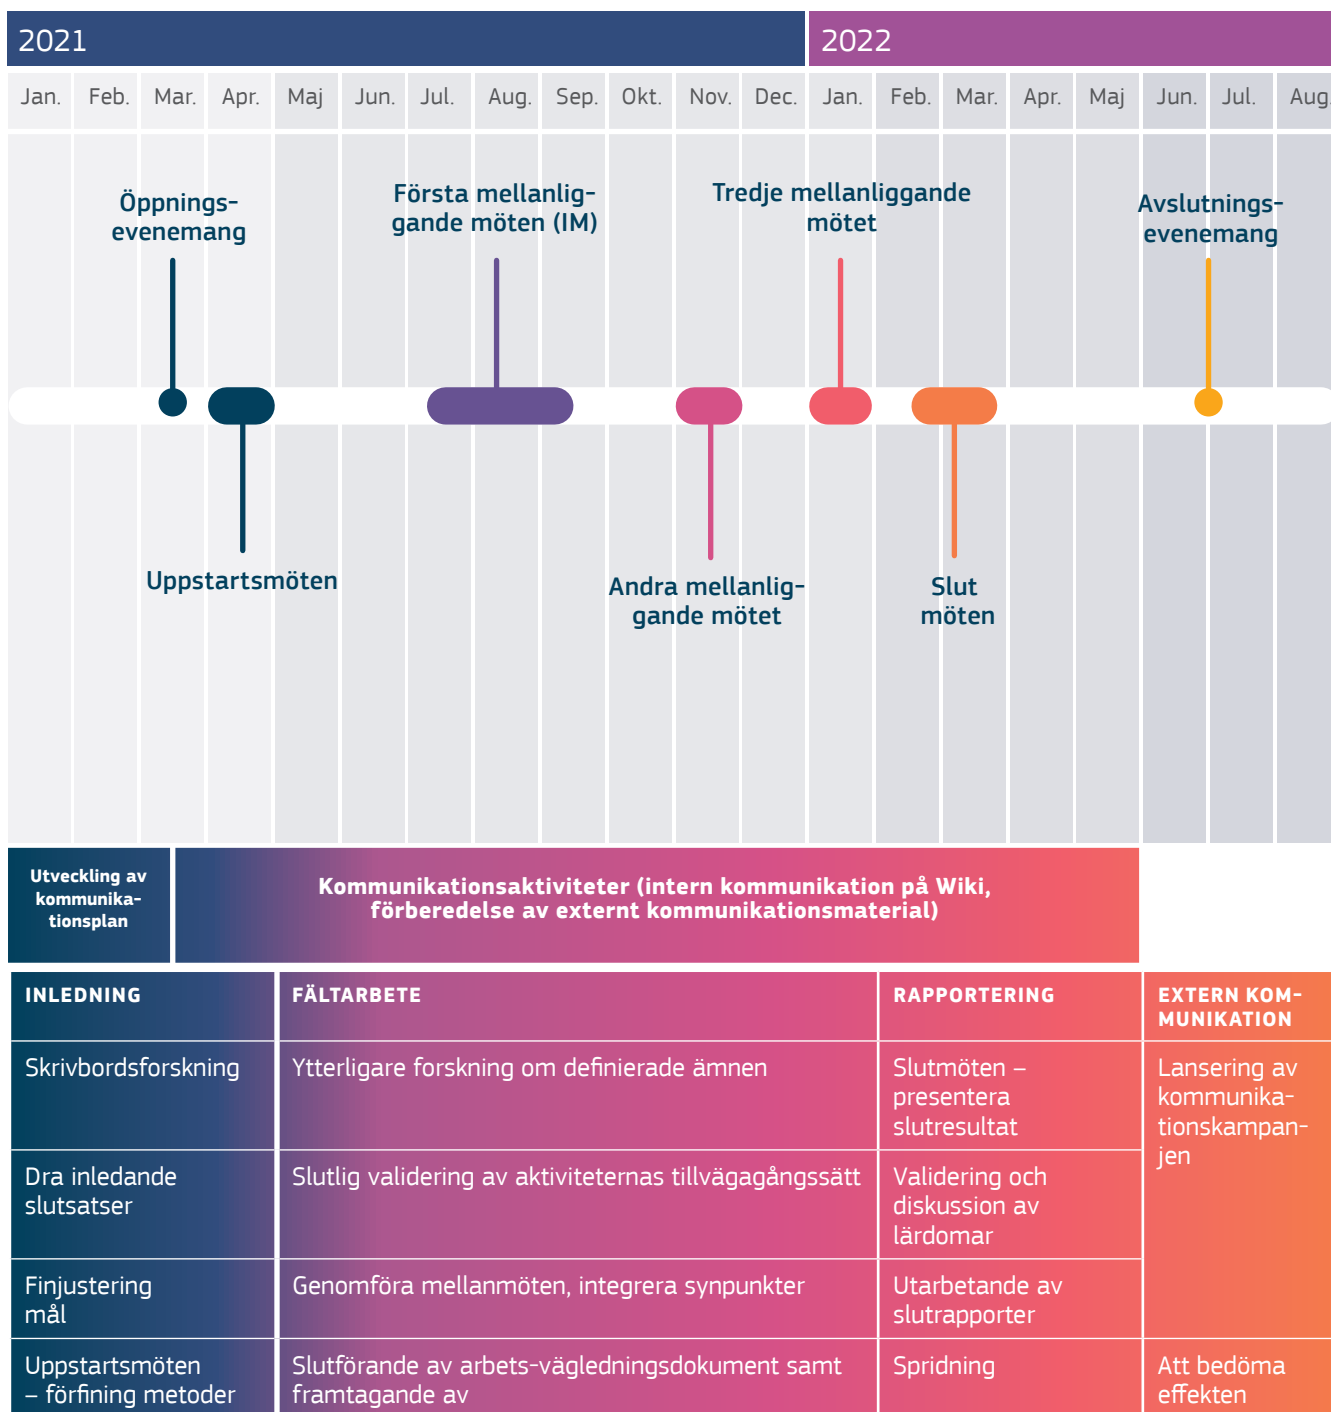 2021
2022
Jan. Feb. Mar. Apr. Maj Jun. Jul. Aug. Sep. Okt. Nov. Dec. Jan. Feb. Mar. Apr. Maj Jun. Jul. Aug.
Öppnings-
evenemang
Första mellanlig-
gande möten (IM)
Tredje mellanliggande
mötet
Avslutnings-
evenemang
Uppstartsmöten
Andra mellanlig-
gande mötet
Slut
möten
Utveckling av
kommunika-
tionsplan
Kommunikationsaktiviteter (intern kommunikation på Wiki,
förberedelse av externt kommunikationsmaterial)
INLEDNING
Skrivbordsforskning
Dra inledande
slutsatser
Finjustering
mål
Uppstartsmöten
– förfining metoder
FÄLTARBETE
Ytterligare forskning om definierade ämnen
Slutlig validering av aktiviteternas tillvägagångssätt
Genomföra mellanmöten, integrera synpunkter
Slutförande av arbets-vägledningsdokument samt
framtagande av
RAPPORTERING
Slutmöten –
presentera
slutresultat
Validering och
diskussion av
lärdomar
Utarbetande av
slutrapporter
Spridning
EXTERN KOM-
MUNIKATION
Lansering av
kommunika-
tionskampan-
jen
Att bedöma
effekten